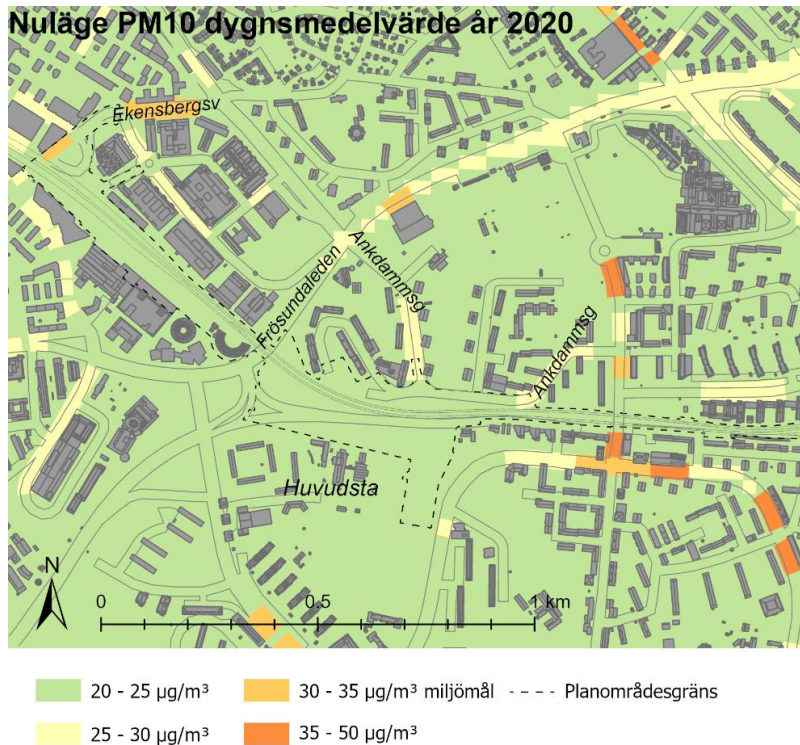 Nuläge PM10 dygnsmedelvärde år 2020
Ekensbergsv
Frösundaleden
Ankdammsg
Ankdammsg
Huvudsta
N
0 0.5 1 km
20 - 25 µg/m³ 30 - 35 µg/m³ miljömål Planområdesgräns
25 - 30 µg/m³ 35 - 50 µg/m³